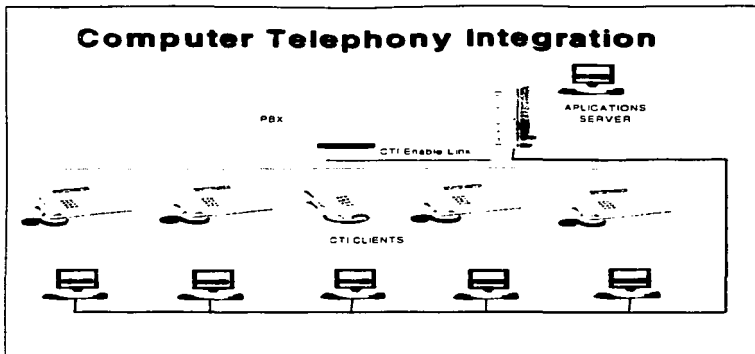 Computer Telephony Integration
APLICATIONS
SERVER
PBX
CTI Enable Link
CTI CLIENTS